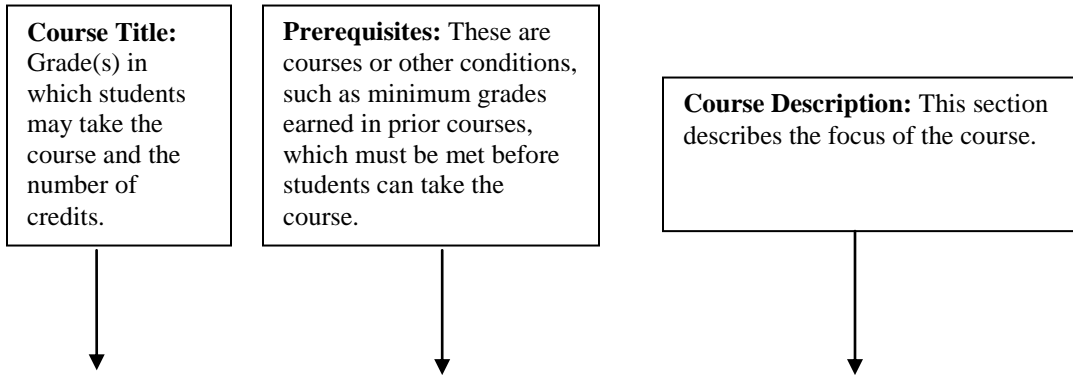 Course Title:
Grade(s) in
which students
may take the
course and the
number of
credits.
Prerequisites: These are
courses or other conditions,
such as minimum grades
earned in prior courses,
which must be met before
students can take the
course.
Course Description: This section
describes the focus of the course.